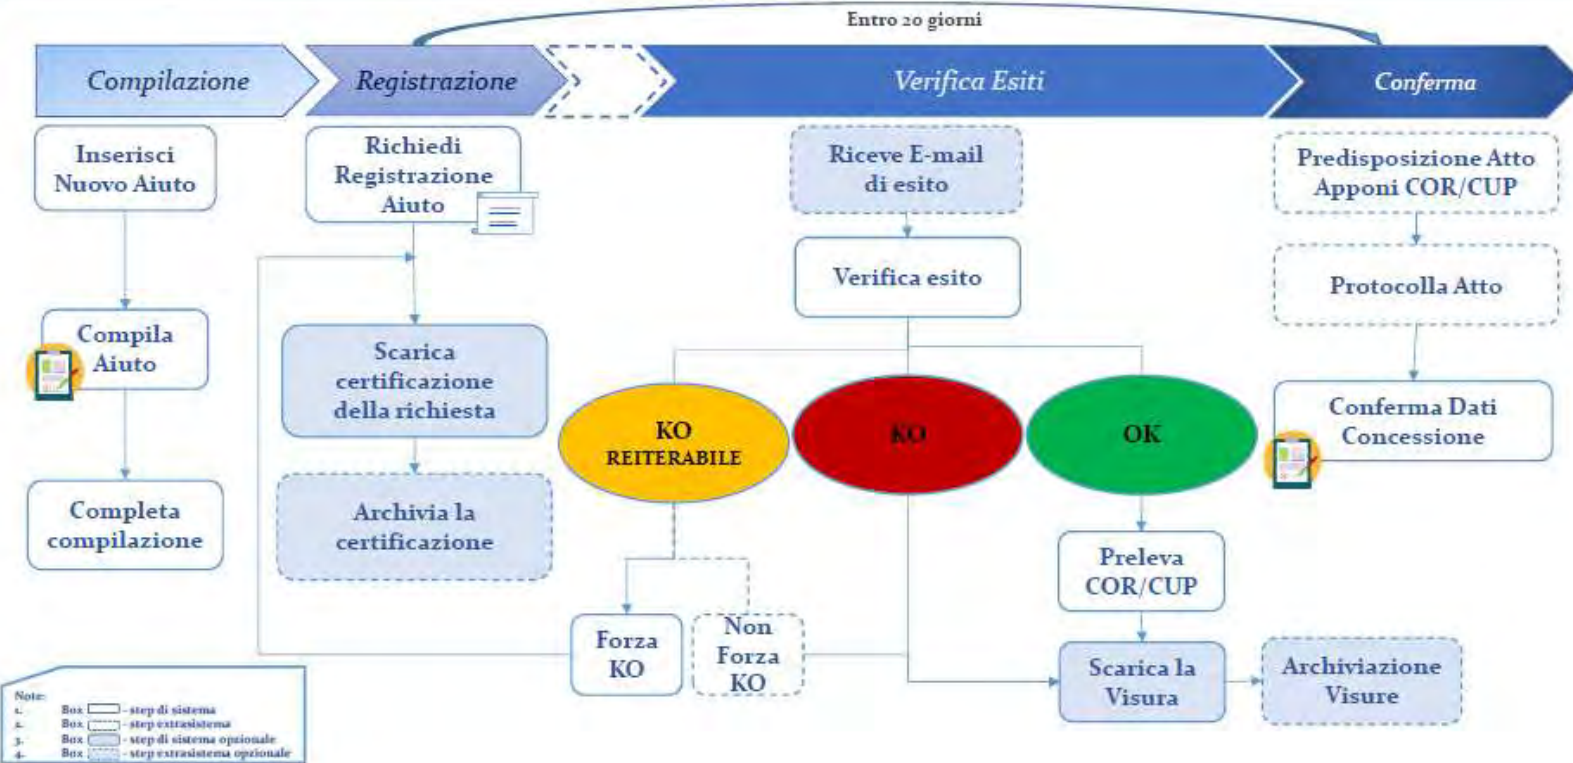 Entro 20 giorni
Compilazione
Registrazione
Verifica Esiti
Conferma
Inserisci
Nuovo Aiuto
Compila
Aiuto
Completa
compilazione
Richiedi
Registrazione
Aiuto
Scarica
certificazione
della richiesta
Archivia la
certificazione
Riceve E-mail
di esito
Verifica esito
KO
REITERABILE
KO
OK
Forza
KO
Non
Forza
KO
Preleva
COR/CUP
Scarica la
Visura
Archiviazione
Visure
Predisposizione Atto
Apponi COR/CUP
Protocolla Atto
Conferma Dati
Concessione
Note:
1. Box - step di sistema
2. Box - step extrasistema
3. Box - step di sistema opzionale
4. Box - step extrasistema opzionale